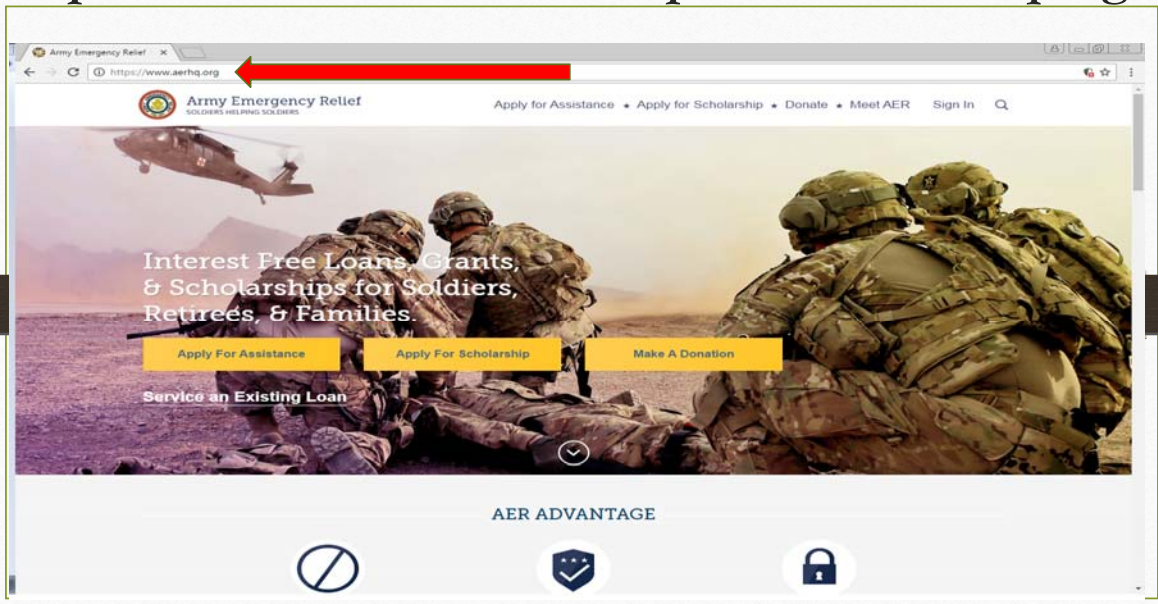 Army Emergency Relief
https://www.aerhq.org
Army Emergency Relief
SOLDIERS HELPING SOLDIERS
Apply for Assistance • Apply for Scholarship • Donate • Meet AER Sign In
Interest Free Loans, Grants,
& Scholarships for Soldiers,
Retirees, & Families.
Apply For Assistance Apply For Scholarship Make A Donation
Service an Existing Loan
AER ADVANTAGE